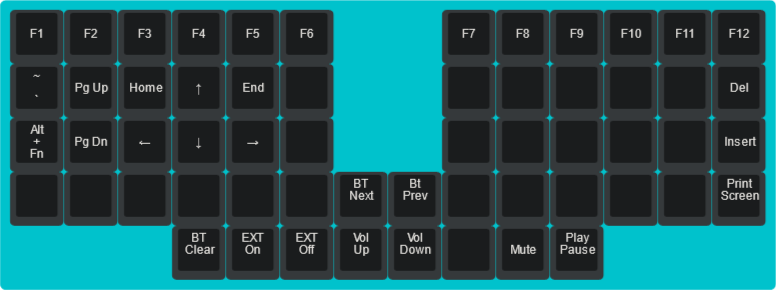 F1 F2 F3 F4 F5 F6 F7 F8 F9 F10 F11 F12
~
` Pg Up Home ↑ End Del
Alt
+
Fn Pg Dn ← ↓ → Insert
BT
Next Bt
Prev Print
Screen
BT
Clear EXT
On EXT
Off Vol
Up Vol
Down Mute Play
Pause